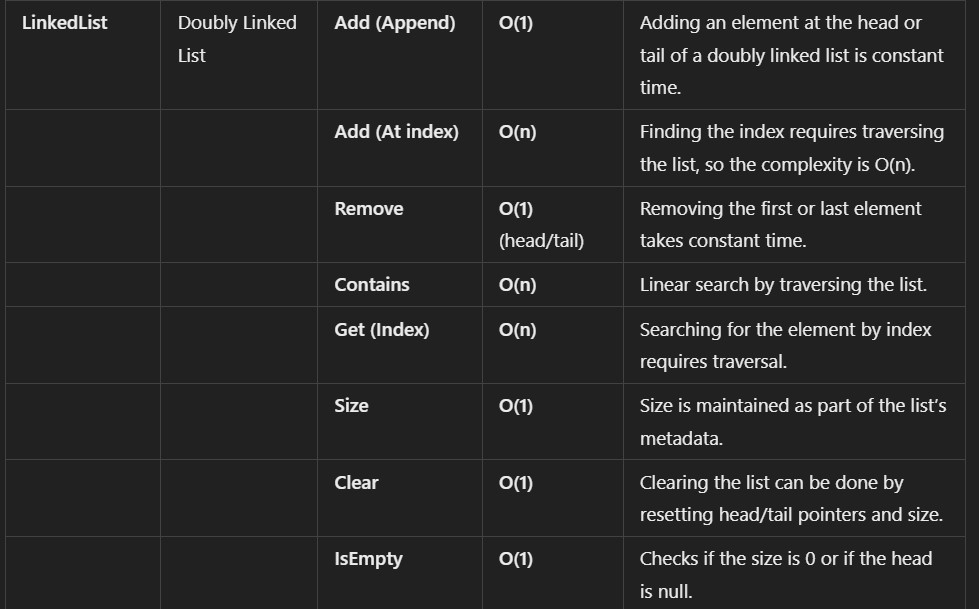 LinkedList Doubly Linked Add (Append) O(1) Adding an element at the head or
List tail of a doubly linked list is constant
time.
Add (At index) O(n) Finding the index requires traversing
the list, so the complexity is O(n).
Remove O(1) Removing the first or last element
(head/tail) takes constant time.
Contains O(n) Linear search by traversing the list.
Get (Index) O(n) Searching for the element by index
requires traversal.
Size O(1) Size is maintained as part of the list’s
metadata.
Clear O(1) Clearing the list can be done by
resetting head/tail pointers and size.
IsEmpty O(1) Checks if the size is 0 or if the head
is null.